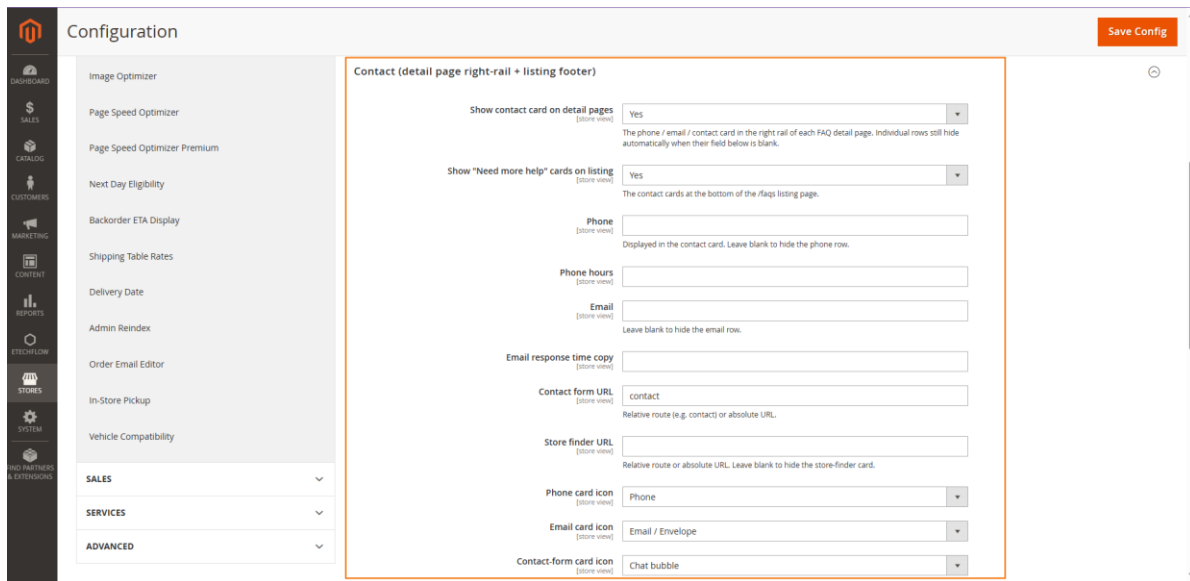 Configuration
Save Config
DASHBOARD
SALES
CATALOG
CUSTOMERS
MARKETING
CONTENT
REPORTS
ETECHFLOW
STORES
SYSTEM
FIND PARTNERS
& EXTENSIONS
Image Optimizer
Page Speed Optimizer
Page Speed Optimizer Premium
Next Day Eligibility
Backorder ETA Display
Shipping Table Rates
Delivery Date
Admin Reindex
Order Email Editor
In-Store Pickup
Vehicle Compatibility
SALES
SERVICES
ADVANCED
Contact (detail page right-rail + listing footer)
Show contact card on detail pages
[store view]
Yes
The phone / email / contact card in the right rail of each FAQ detail page. Individual rows still hide
automatically when their field below is blank.
Show "Need more help" cards on listing
[store view]
Yes
The contact cards at the bottom of the /faqs listing page.
Phone
[store view]
Displayed in the contact card. Leave blank to hide the phone row.
Phone hours
[store view]
Email
[store view]
Leave blank to hide the email row.
Email response time copy
[store view]
Contact form URL
[store view]
contact
Relative route (e.g. contact) or absolute URL.
Store finder URL
[store view]
Relative route or absolute URL. Leave blank to hide the store-finder card.
Phone card icon
[store view]
Phone
Email card icon
[store view]
Email / Envelope
Contact-form card icon
[store view]
Chat bubble